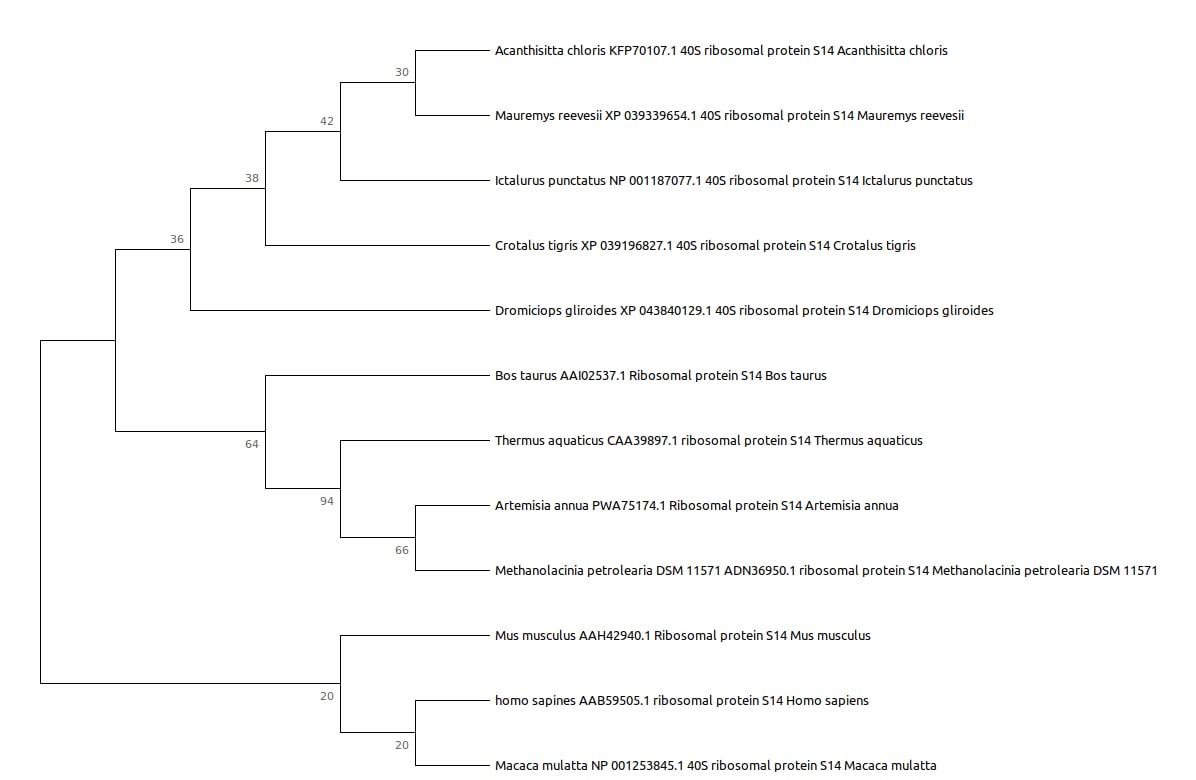 Acanthisitta chloris KFP70107.1 40S ribosomal protein S14 Acanthisitta chloris
30
Mauremys reevesii XP 039339654.1 40S ribosomal protein S14 Mauremys reevesii
42
Ictalurus punctatus NP 001187077.1 40S ribosomal protein S14 Ictalurus punctatus
38
Crotalus tigris XP 039196827.1 40S ribosomal protein S14 Crotalus tigris
36
Dromiciops gliroides XP 043840129.1 40S ribosomal protein S14 Dromiciops gliroides
Bos taurus AAI02537.1 Ribosomal protein S14 Bos taurus
64
Thermus aquaticus CAA39897.1 ribosomal protein S14 Thermus aquaticus
94
Artemisia annua PWA75174.1 Ribosomal protein S14 Artemisia annua
66
Methanolacinia petrolearia DSM 11571 ADN36950.1 ribosomal protein S14 Methanolacinia petrolearia DSM 11571
Mus musculus AAH42940.1 Ribosomal protein S14 Mus musculus
20
homo sapines AAB59505.1 ribosomal protein S14 Homo sapiens
20
Macaca mulatta NP 001253845.1 40S ribosomal protein S14 Macaca mulatta